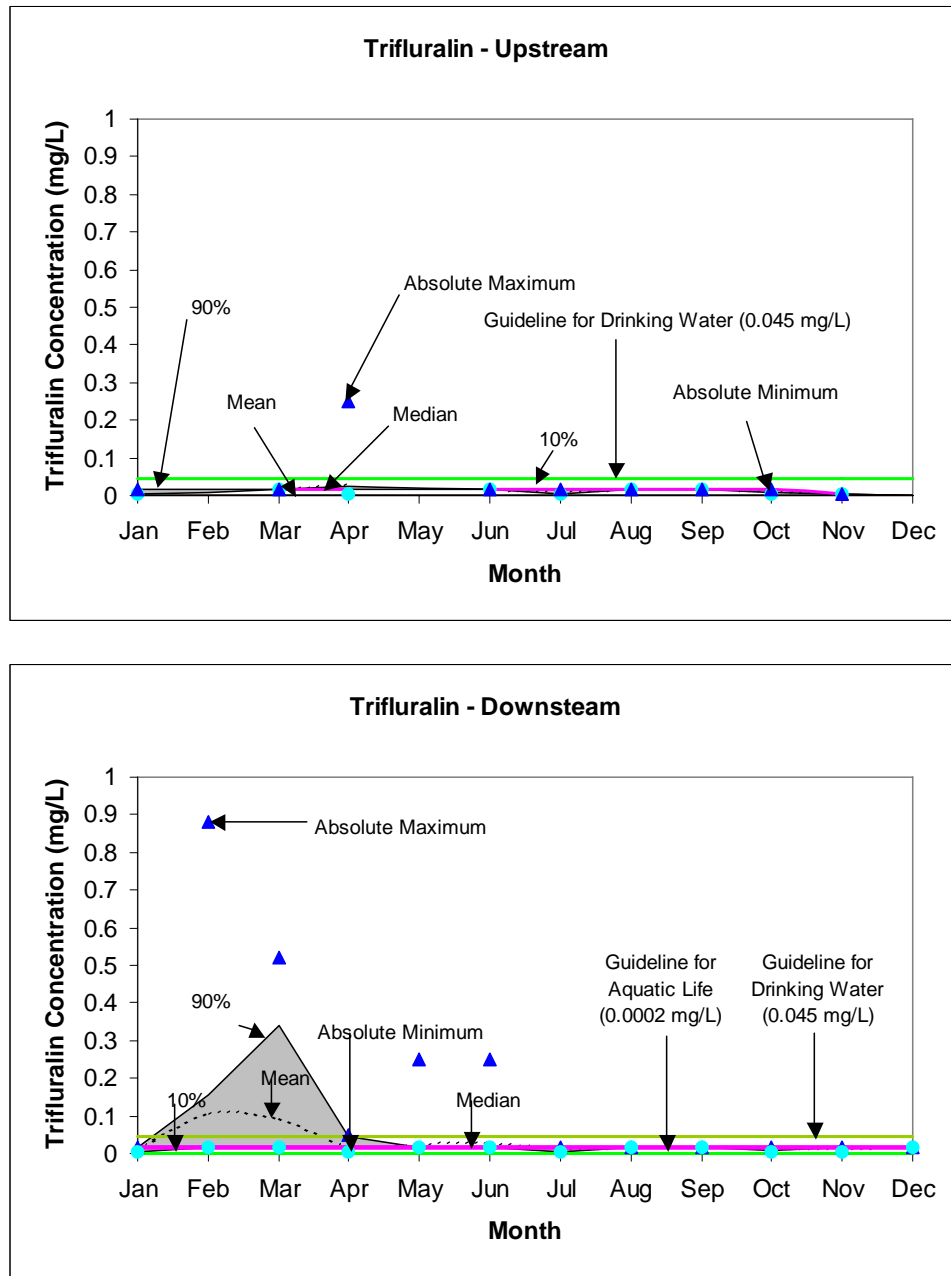 Trifluralin - Upstream
Trifluralin Concentration (mg/L)
1
0.9
0.8
0.7
0.6
0.5
0.4
0.3
0.2
0.1
0
Absolute Maximum
90%
Guideline for Drinking Water (0.045 mg/L)
Mean
Median
Absolute Minimum
10%
Jan Feb Mar Apr May Jun Jul Aug Sep Oct Nov Dec
Month
Trifluralin - Downsteam
Trifluralin Concentration (mg/L)
1
0.9
0.8
0.7
0.6
0.5
0.4
0.3
0.2
0.1
0
Absolute Maximum
90%
Absolute Minimum
Guideline for
Aquatic Life
(0.0002 mg/L)
Guideline for
Drinking Water
(0.045 mg/L)
10%
Mean
Median
Jan Feb Mar Apr May Jun Jul Aug Sep Oct Nov Dec
Month